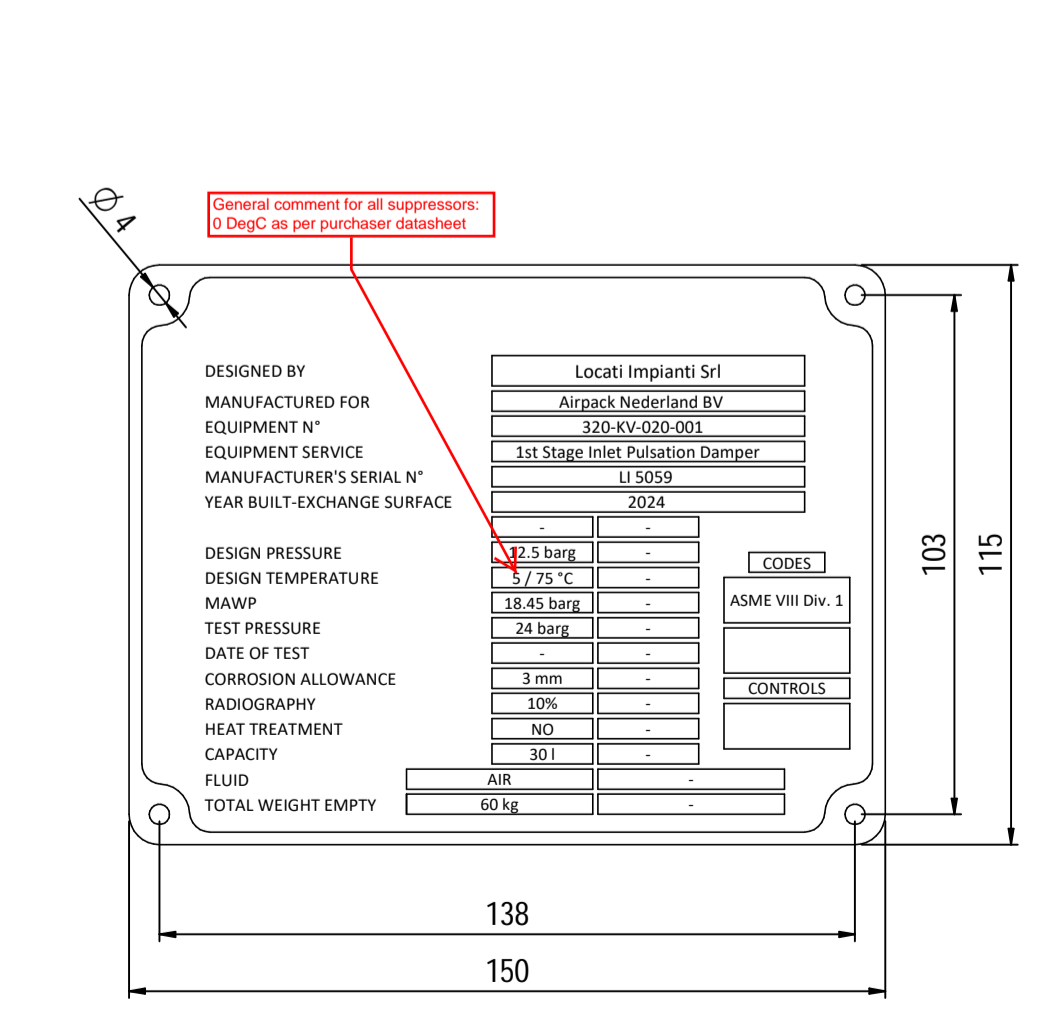 General comment for all suppressors:
0 DegC as per purchaser datasheet
⌀ 4
DESIGNED BY Locati Impianti Srl
MANUFACTURED FOR Airpack Nederland BV
EQUIPMENT N° 320-KV-020-001
EQUIPMENT SERVICE 1st Stage Inlet Pulsation Damper
MANUFACTURER'S SERIAL N° LI 5059
YEAR BUILT-EXCHANGE SURFACE 2024
- -
DESIGN PRESSURE 12.5 barg -
DESIGN TEMPERATURE 5 / 75 °C -
MAWP 18.45 barg -
TEST PRESSURE 24 barg -
DATE OF TEST - -
CORROSION ALLOWANCE 3 mm -
RADIOGRAPHY 10% -
HEAT TREATMENT NO -
CAPACITY 30 l -
FLUID AIR -
TOTAL WEIGHT EMPTY 60 kg -
CODES
ASME VIII Div. 1
CONTROLS
103
115
138
150